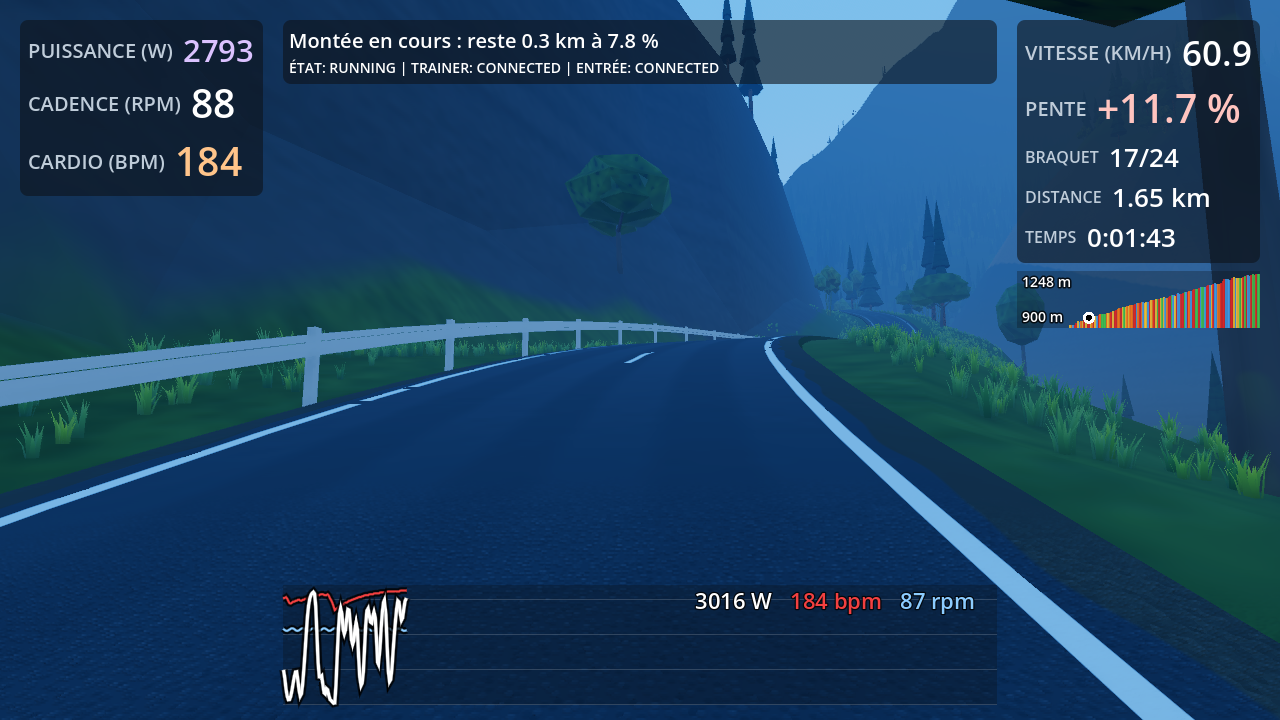 PUISSANCE (W) 2793
CADENCE (RPM) 88
CARDIO (BPM) 184
Montée en cours : reste 0.3 km à 7.8 %
ÉTAT: RUNNING | TRAINER: CONNECTED | ENTRÉE: CONNECTED
VITESSE (KM/H) 60.9
PENTE +11.7 %
BRAQUET 17/24
DISTANCE 1.65 km
TEMPS 0:01:43
1248 m
900 m
3016 W 184 bpm 87 rpm